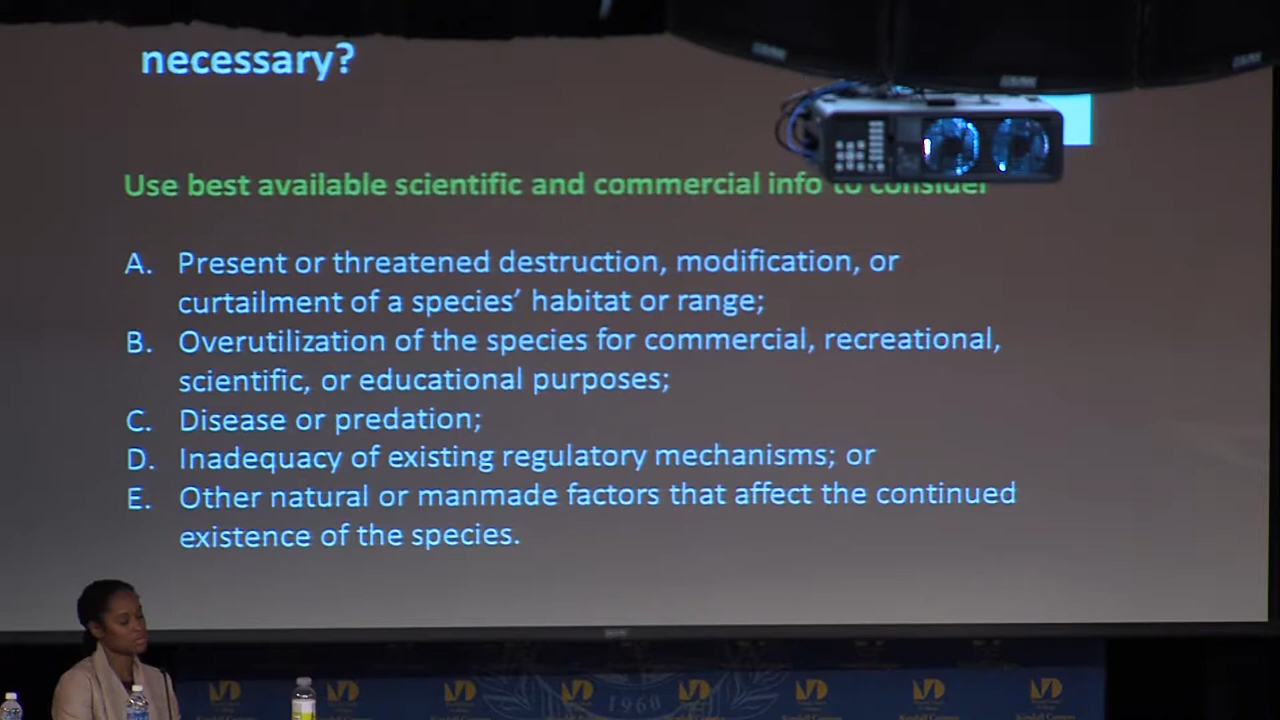 necessary?
Use best available scientific and commercial info to consider
A. Present or threatened destruction, modification, or
curtailment of a species' habitat or range;
B. Overutilization of the species for commercial, recreational,
scientific, or educational purposes;
C. Disease or predation;
D. Inadequacy of existing regulatory mechanisms; or
E. Other natural or manmade factors that affect the continued
existence of the species.
1960